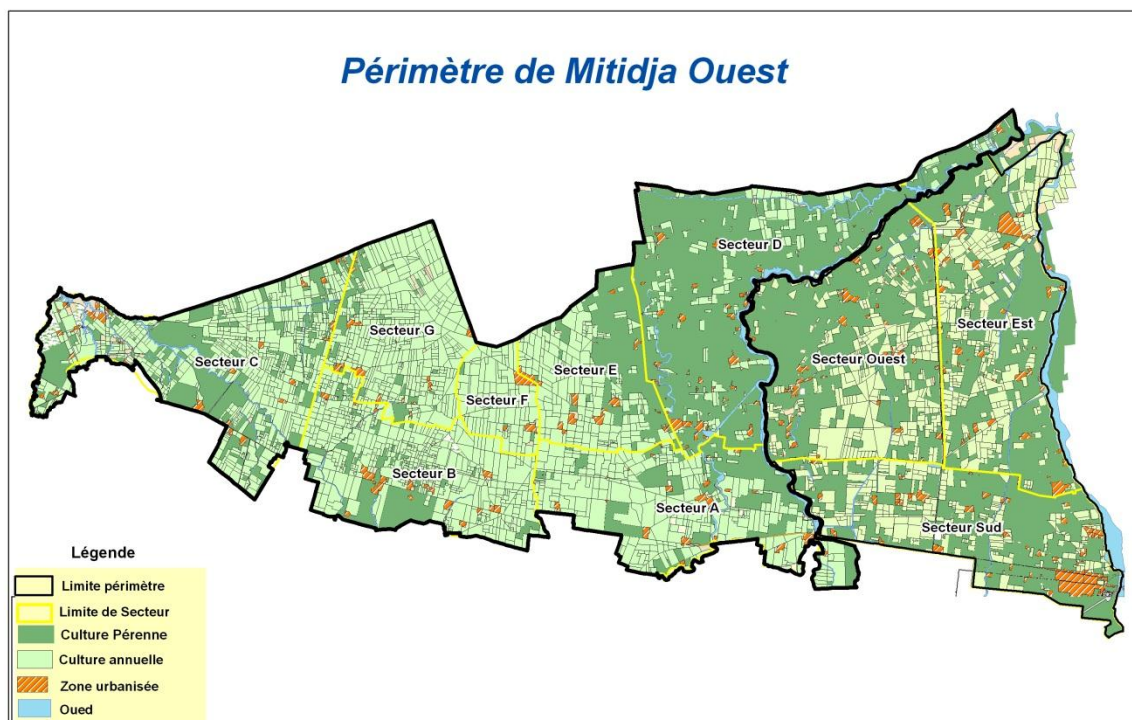 Périmètre de Mitidja Ouest
Secteur D
Secteur G
Secteur Est
Secteur C
Secteur E
Secteur Ouest
Secteur F
Secteur B
Secteur A
Secteur Sud
Légende
Limite périmètre
Limite de Secteur
Culture Pérenne
Culture annuelle
Zone urbanisée
Oued